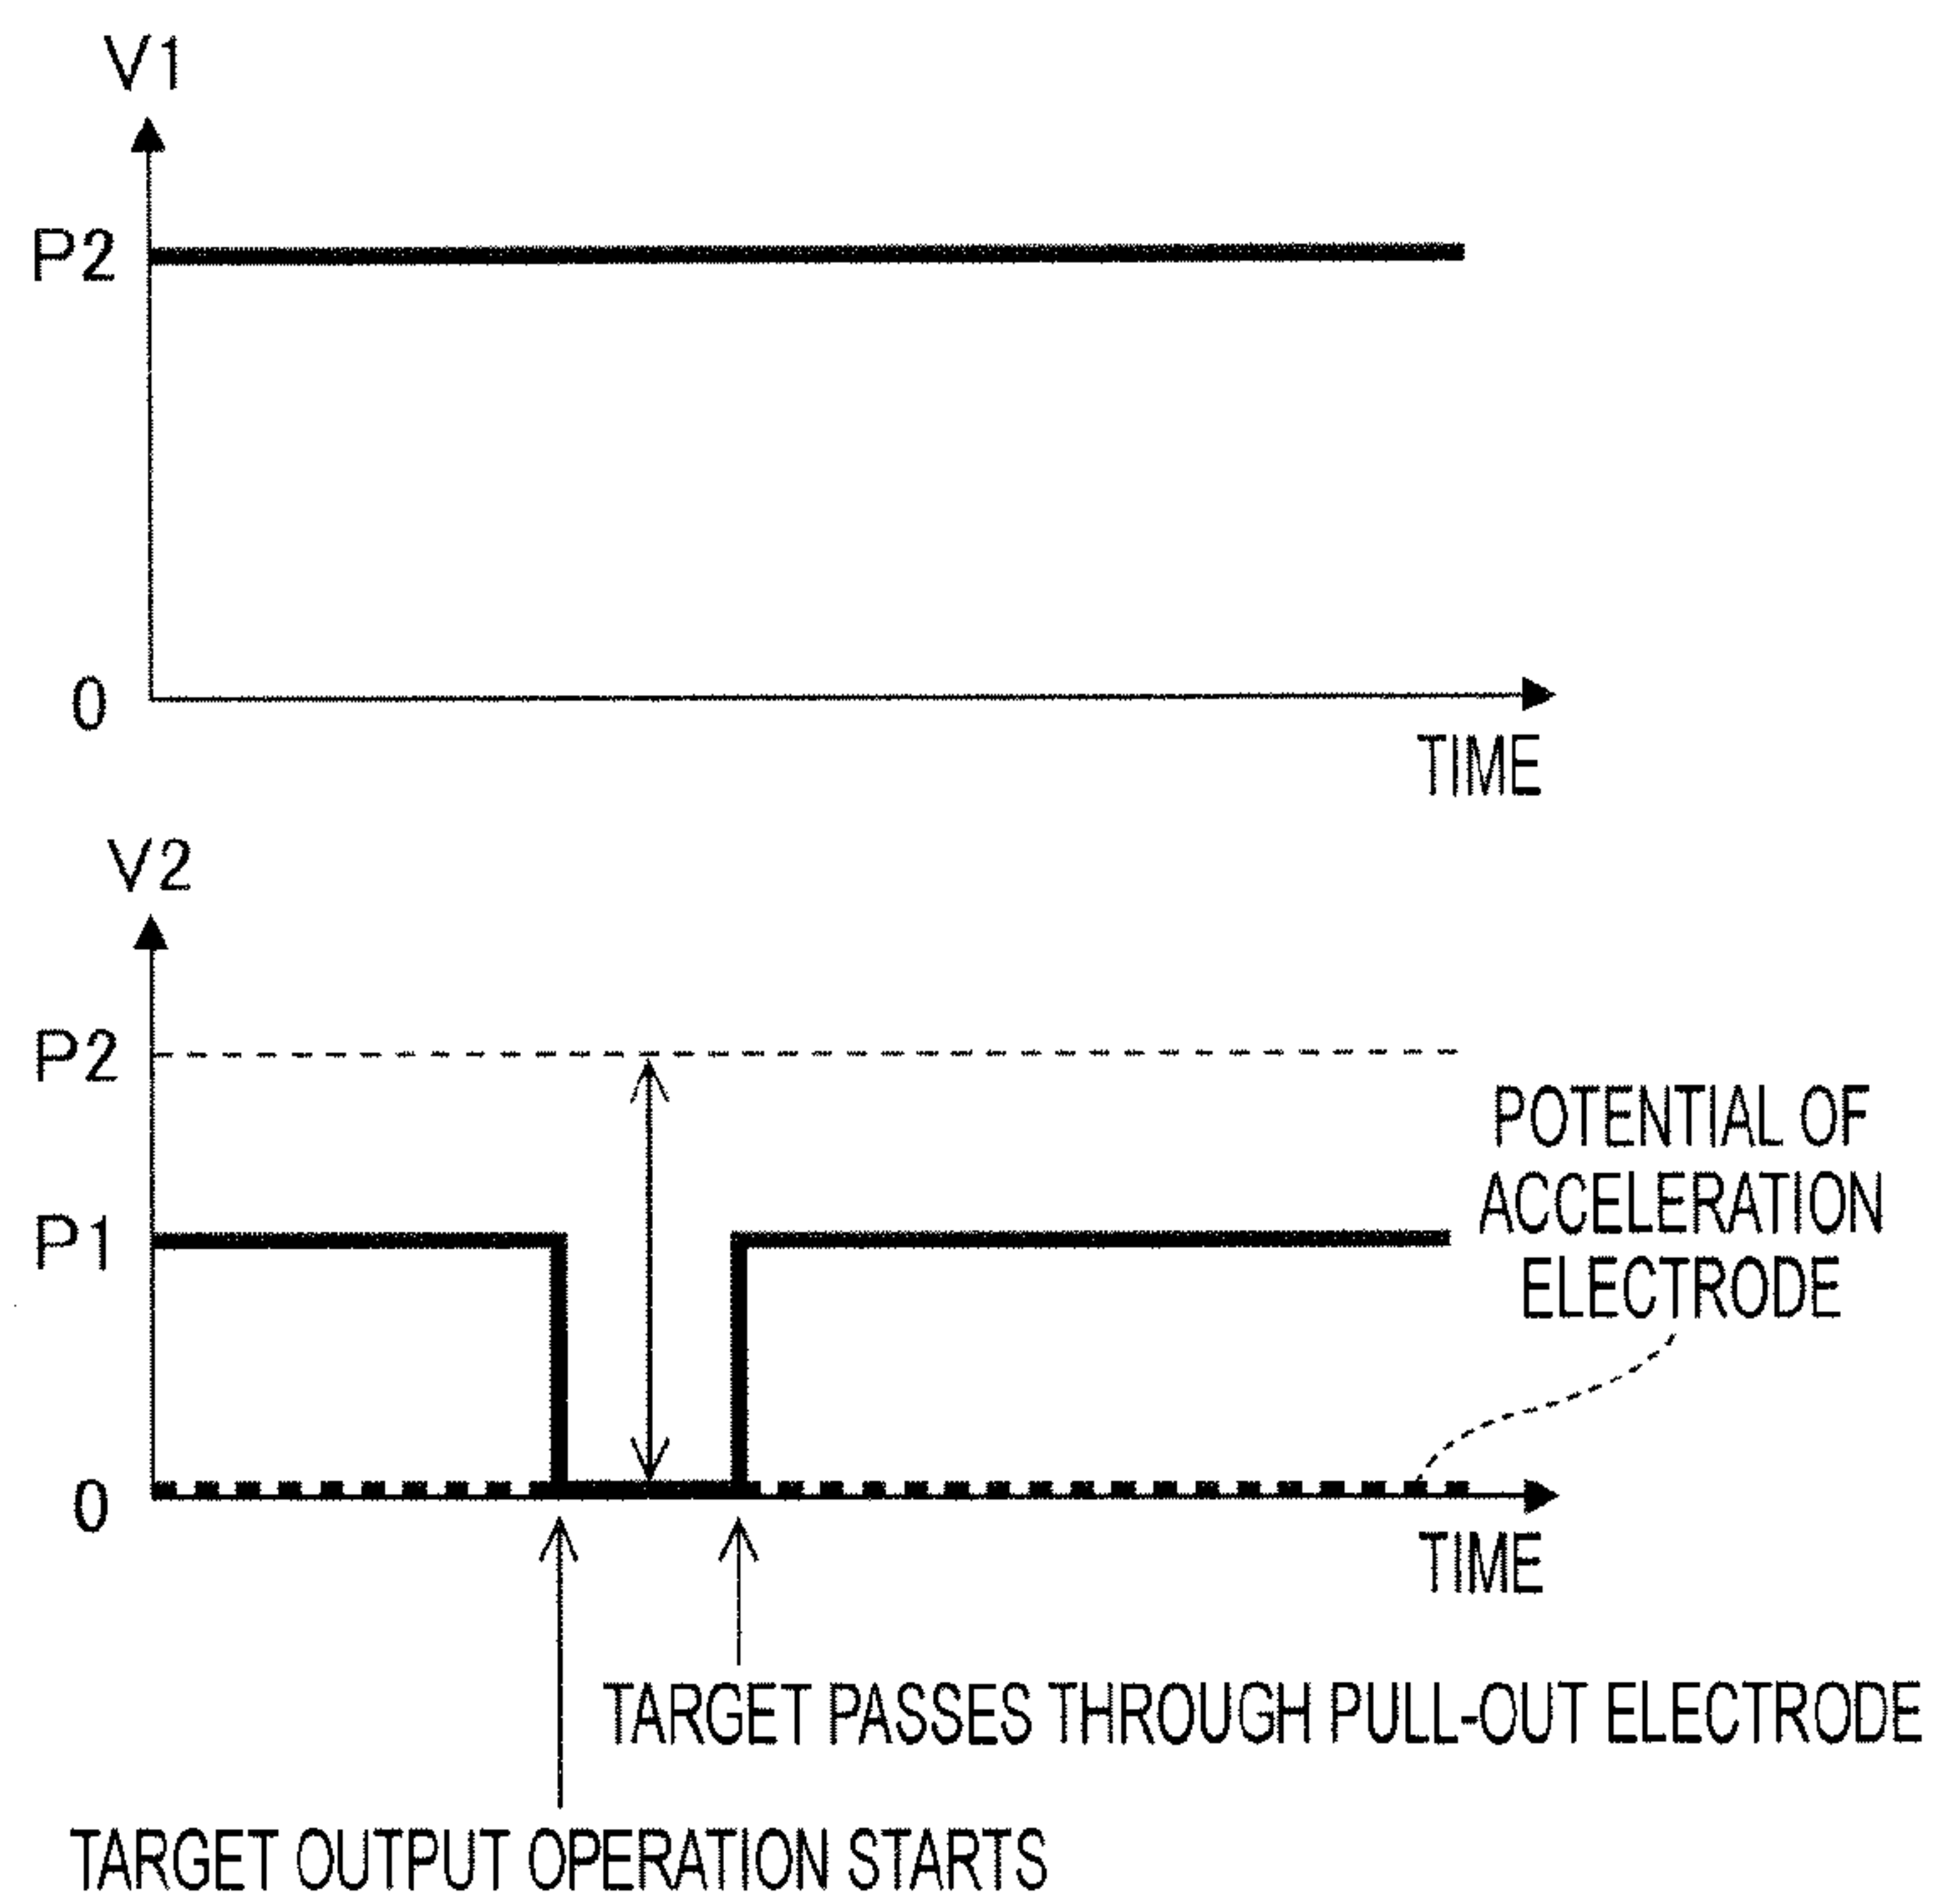 V1
P2
0
TIME
V2
P2
P1
POTENTIAL OF
ACCELERATION
ELECTRODE
0
TIME
TARGET PASSES THROUGH PULL-OUT ELECTRODE
TARGET OUTPUT OPERATION STARTS